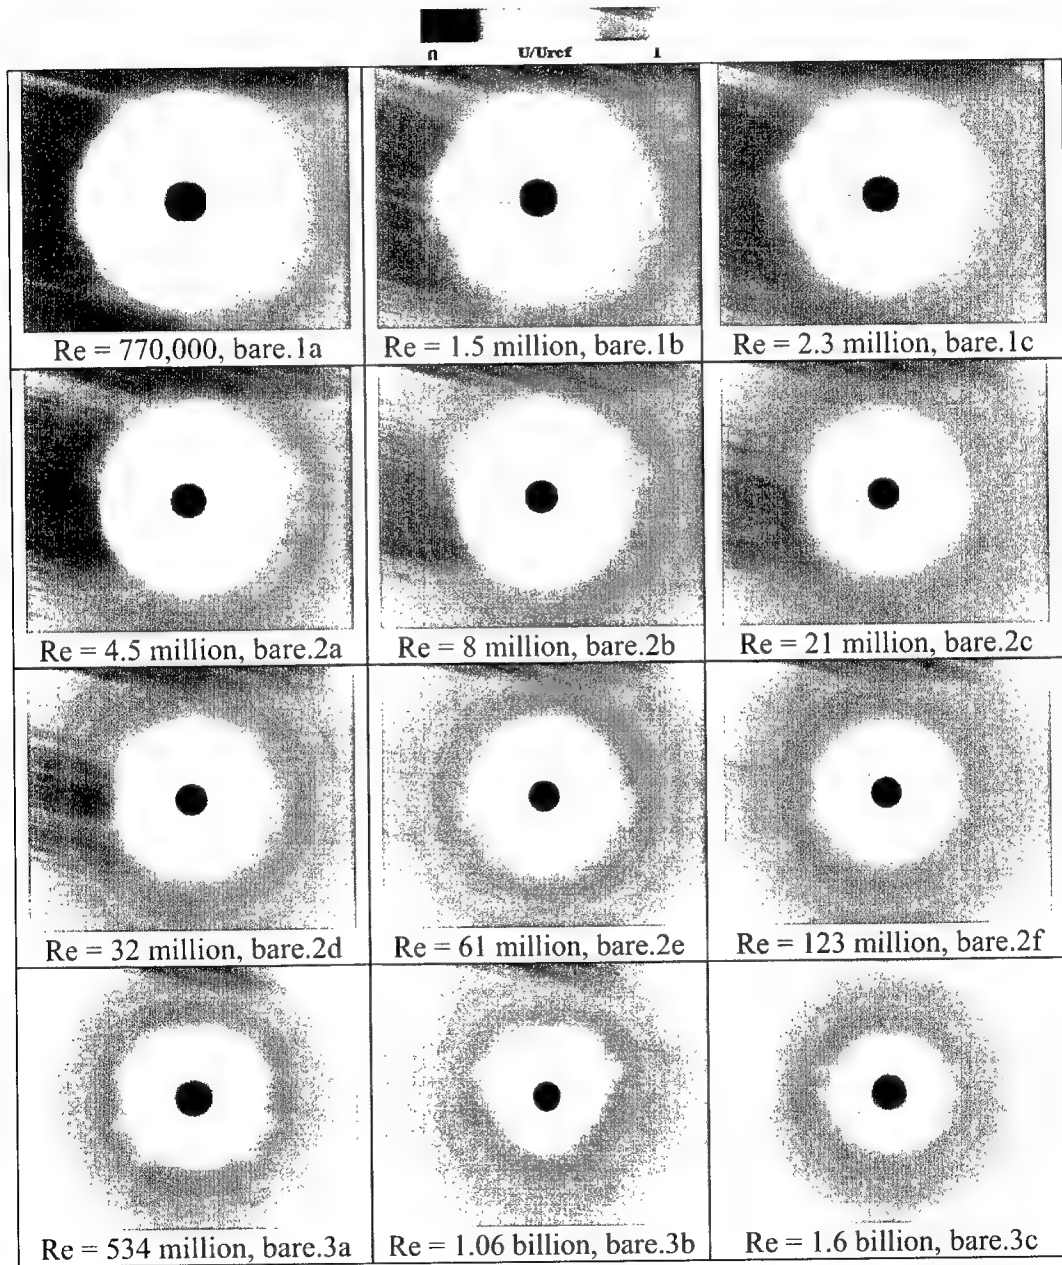 0 U/Uref 1
Re = 770,000, bare.1a
Re = 1.5 million, bare.1b
Re = 2.3 million, bare.1c
Re = 4.5 million, bare.2a
Re = 8 million, bare.2b
Re = 21 million, bare.2c
Re = 32 million, bare.2d
Re = 61 million, bare.2e
Re = 123 million, bare.2f
Re = 534 million, bare.3a
Re = 1.06 billion, bare.3b
Re = 1.6 billion, bare.3c